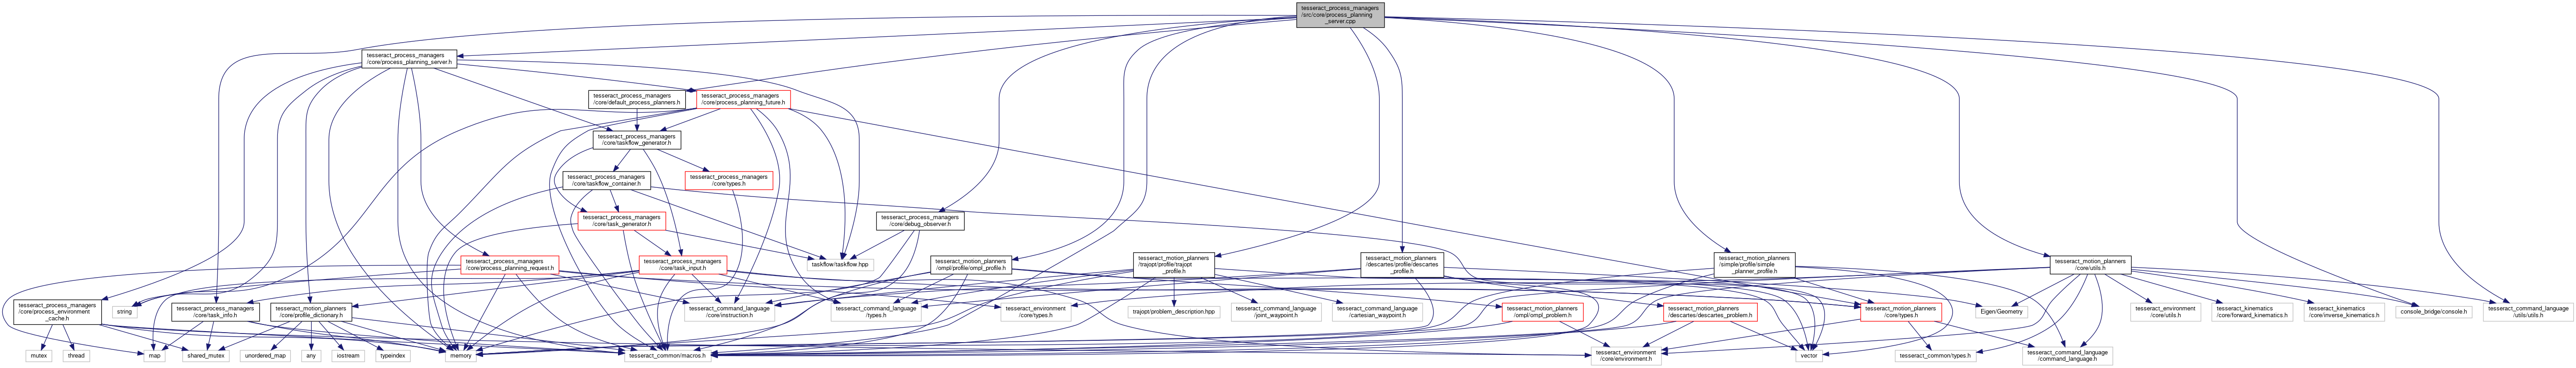 tesseract_process_managers
/src/core/process_planning
_server.cpp
tesseract_process_managers
/core/process_planning_server.h
tesseract_process_managers
/core/default_process_planners.h
tesseract_process_managers
/core/process_planning_future.h
tesseract_process_managers
/core/taskflow_generator.h
tesseract_process_managers
/core/taskflow_container.h
tesseract_process_managers
/core/types.h
tesseract_process_managers
/core/task_generator.h
tesseract_process_managers
/core/debug_observer.h
tesseract_process_managers
/core/process_planning_request.h
tesseract_process_managers
/core/task_input.h
taskflow/taskflow.hpp
tesseract_motion_planners
/ompl/profile/ompl_profile.h
tesseract_motion_planners
/trajopt/profile/trajopt
_profile.h
tesseract_motion_planners
/descartes/profile/descartes
_profile.h
tesseract_motion_planners
/simple/profile/simple
_planner_profile.h
tesseract_motion_planners
/core/utils.h
tesseract_process_managers
/core/process_environment
_cache.h
string
tesseract_process_managers
/core/task_info.h
tesseract_motion_planners
/core/profile_dictionary.h
tesseract_command_language
/core/instruction.h
tesseract_command_language
/types.h
tesseract_environment
/core/types.h
trajopt/problem_description.hpp
tesseract_command_language
/joint_waypoint.h
tesseract_command_language
/cartesian_waypoint.h
tesseract_motion_planners
/ompl/ompl_problem.h
tesseract_motion_planners
/descartes/descartes_problem.h
tesseract_motion_planners
/core/types.h
Eigen/Geometry
tesseract_environment
/core/utils.h
tesseract_kinematics
/core/forward_kinematics.h
tesseract_kinematics
/core/inverse_kinematics.h
console_bridge/console.h
tesseract_command_language
/utils/utils.h
mutex
thread
map
shared_mutex
unordered_map
any
iostream
typeindex
memory
tesseract_common/macros.h
tesseract_environment
/core/environment.h
vector
tesseract_common/types.h
tesseract_command_language
/command_language.h